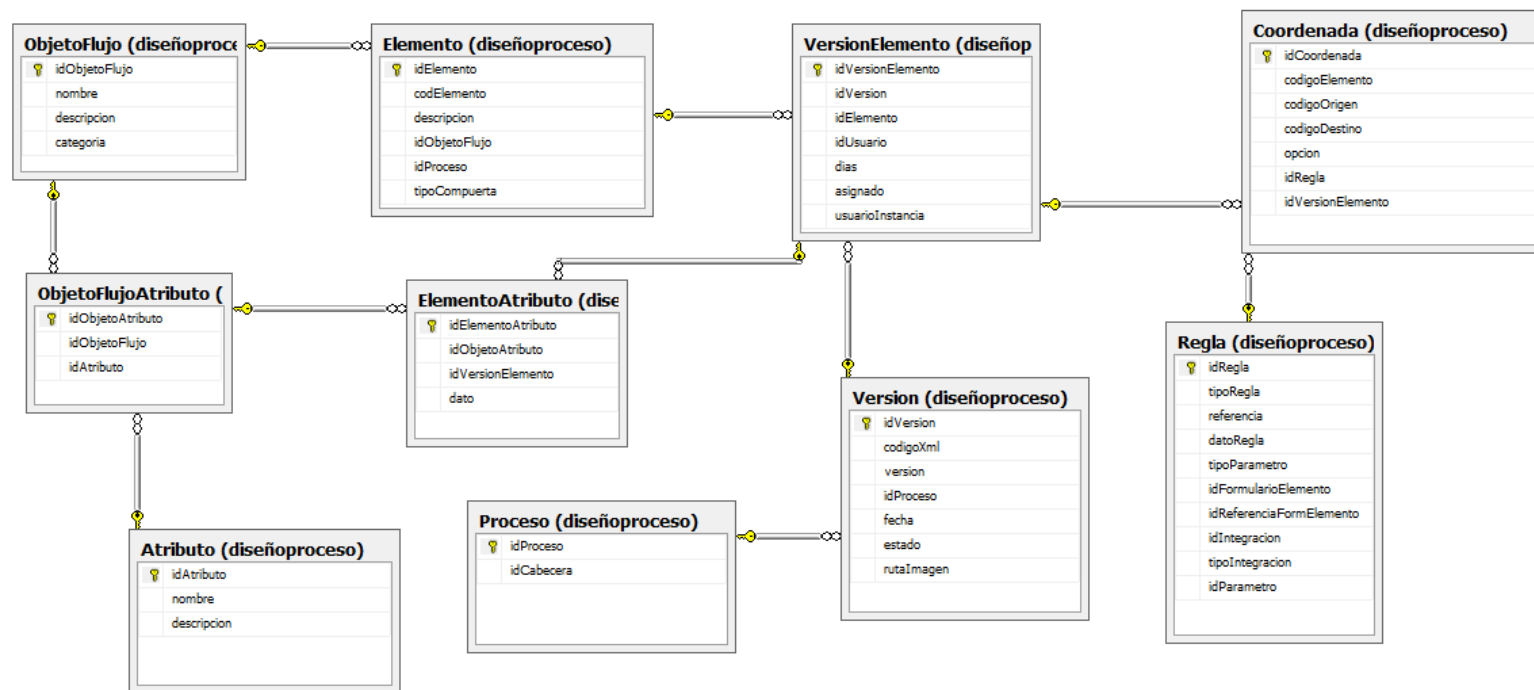 ObjetoFlujo (diseñoproce
idObjetoFlujo
nombre
descripcion
categoria
Elemento (diseñoproceso)
idElemento
codElemento
descripcion
idObjetoFlujo
idProceso
tipoCompuerta
VersionElemento (diseñop
idVersionElemento
idVersion
idElemento
idUsuario
dias
asignado
usuarioInstancia
Coordenada (diseñoproceso)
idCoordenada
codigoElemento
codigoOrigen
codigoDestino
opcion
idRegla
idVersionElemento
ObjetoFlujoAtributo (
idObjetoAtributo
idObjetoFlujo
idAtributo
ElementoAtributo (dise
idElementoAtributo
idObjetoAtributo
idVersionElemento
dato
Version (diseñoproceso)
idVersion
codigoXml
version
idProceso
fecha
estado
rutaImagen
Regla (diseñoproceso)
idRegla
tipoRegla
referencia
datoRegla
tipoParametro
idFormularioElemento
idReferenciaFormElemento
idIntegracion
tipoIntegracion
idParametro
Proceso (diseñoproceso)
idProceso
idCabecera
Atributo (diseñoproceso)
idAtributo
nombre
descripcion